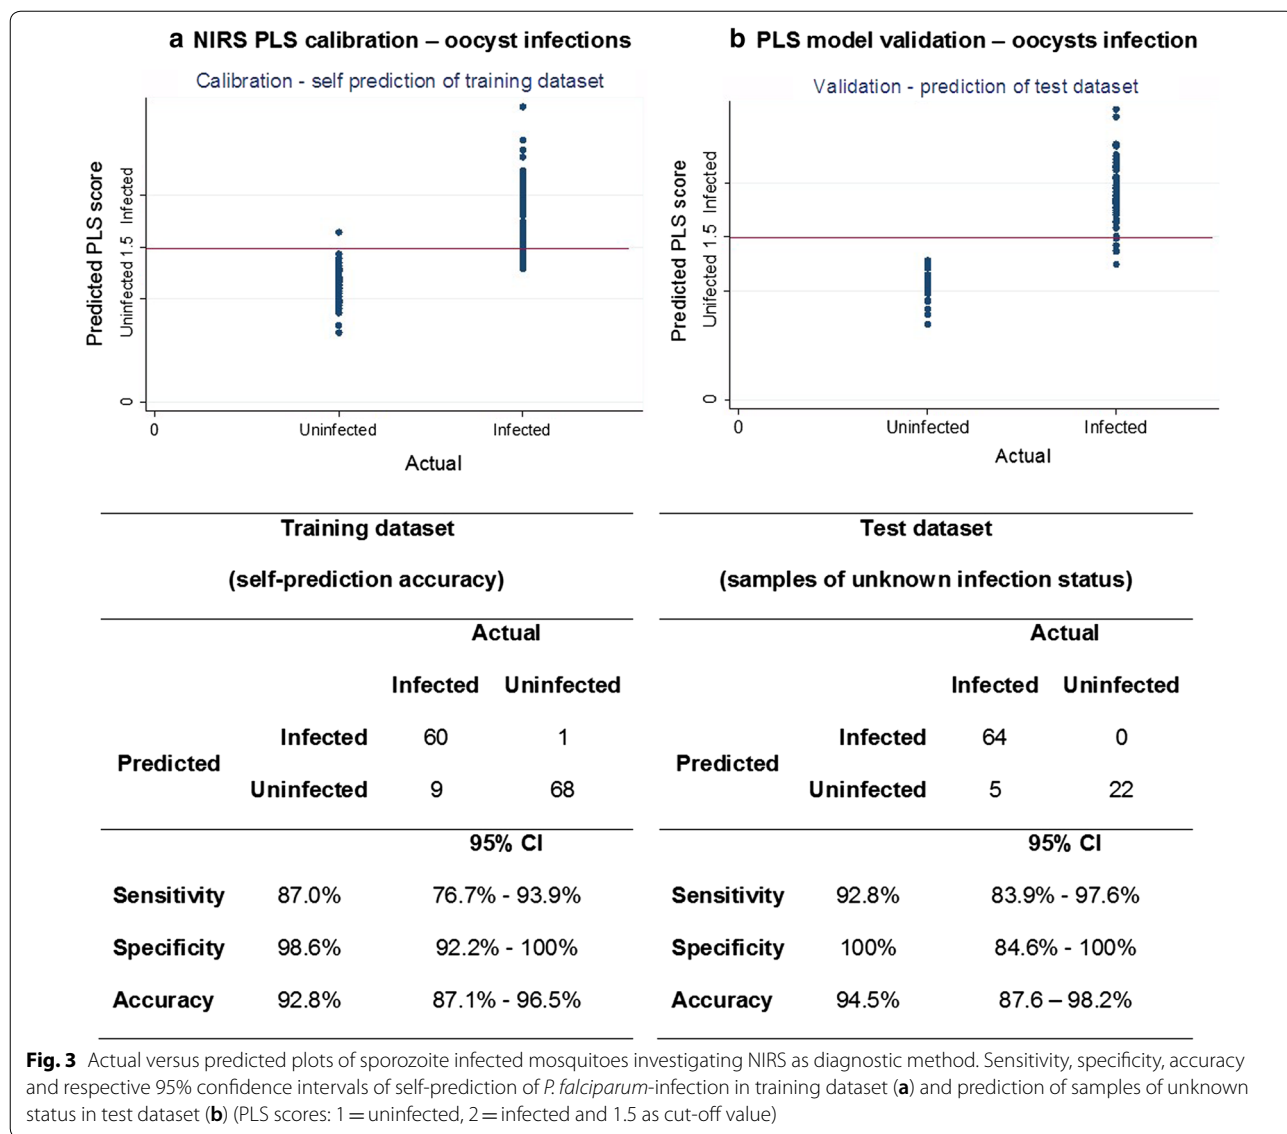 a NIRS PLS calibration – oocyst infections
Calibration - self prediction of training dataset
Predicted PLS score
Uninfected 1.5 Infected
0
0 Uninfected Infected
Actual
b PLS model validation – oocysts infection
Validation - prediction of test dataset
Predicted PLS score
Unifected 1.5 Infected
0
0 Uninfected Infected
Actual
Training dataset
(self-prediction accuracy)
Actual
Infected Uninfected
Infected 60 1
Predicted
Uninfected 9 68
95% CI
Sensitivity 87.0% 76.7% - 93.9%
Specificity 98.6% 92.2% - 100%
Accuracy 92.8% 87.1% - 96.5%
Test dataset
(samples of unknown infection status)
Actual
Infected Uninfected
Infected 64 0
Predicted
Uninfected 5 22
95% CI
Sensitivity 92.8% 83.9% - 97.6%
Specificity 100% 84.6% - 100%
Accuracy 94.5% 87.6 – 98.2%
Fig. 3 Actual versus predicted plots of sporozoite infected mosquitoes investigating NIRS as diagnostic method. Sensitivity, specificity, accuracy
and respective 95% confidence intervals of self-prediction of P. falciparum-infection in training dataset (a) and prediction of samples of unknown
status in test dataset (b) (PLS scores: 1 = uninfected, 2 = infected and 1.5 as cut-off value)